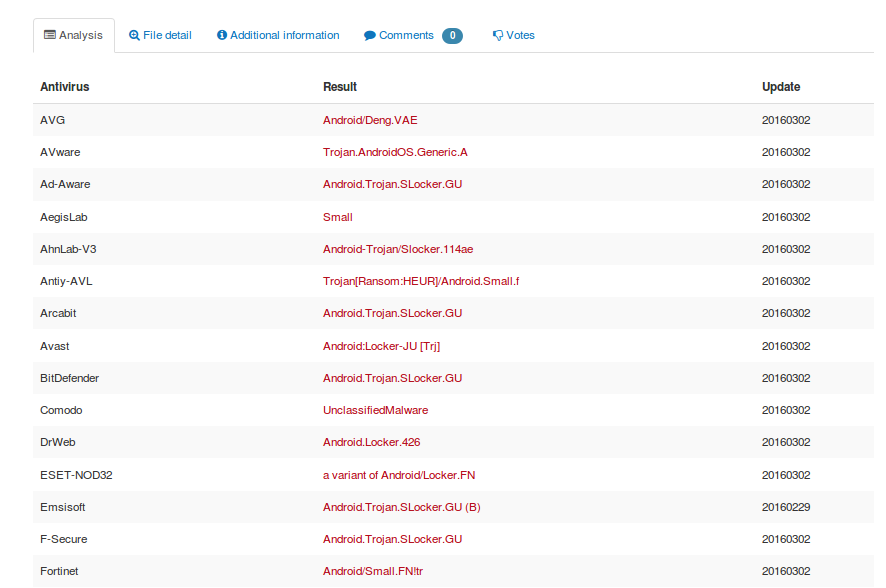 Analysis File detail Additional information Comments 0 Votes
Antivirus Result Update
AVG Android/Deng.VAE 20160302
AVware Trojan.AndroidOS.Generic.A 20160302
Ad-Aware Android.Trojan.SLocker.GU 20160302
AegisLab Small 20160302
AhnLab-V3 Android-Trojan/Slocker.114ae 20160302
Antiy-AVL Trojan[Ransom:HEUR]/Android.Small.f 20160302
Arcabit Android.Trojan.SLocker.GU 20160302
Avast Android:Locker-JU [Trj] 20160302
BitDefender Android.Trojan.SLocker.GU 20160302
Comodo UnclassifiedMalware 20160302
DrWeb Android.Locker.426 20160302
ESET-NOD32 a variant of Android/Locker.FN 20160302
Emsisoft Android.Trojan.SLocker.GU (B) 20160229
F-Secure Android.Trojan.SLocker.GU 20160302
Fortinet Android/Small.FN!tr 20160302